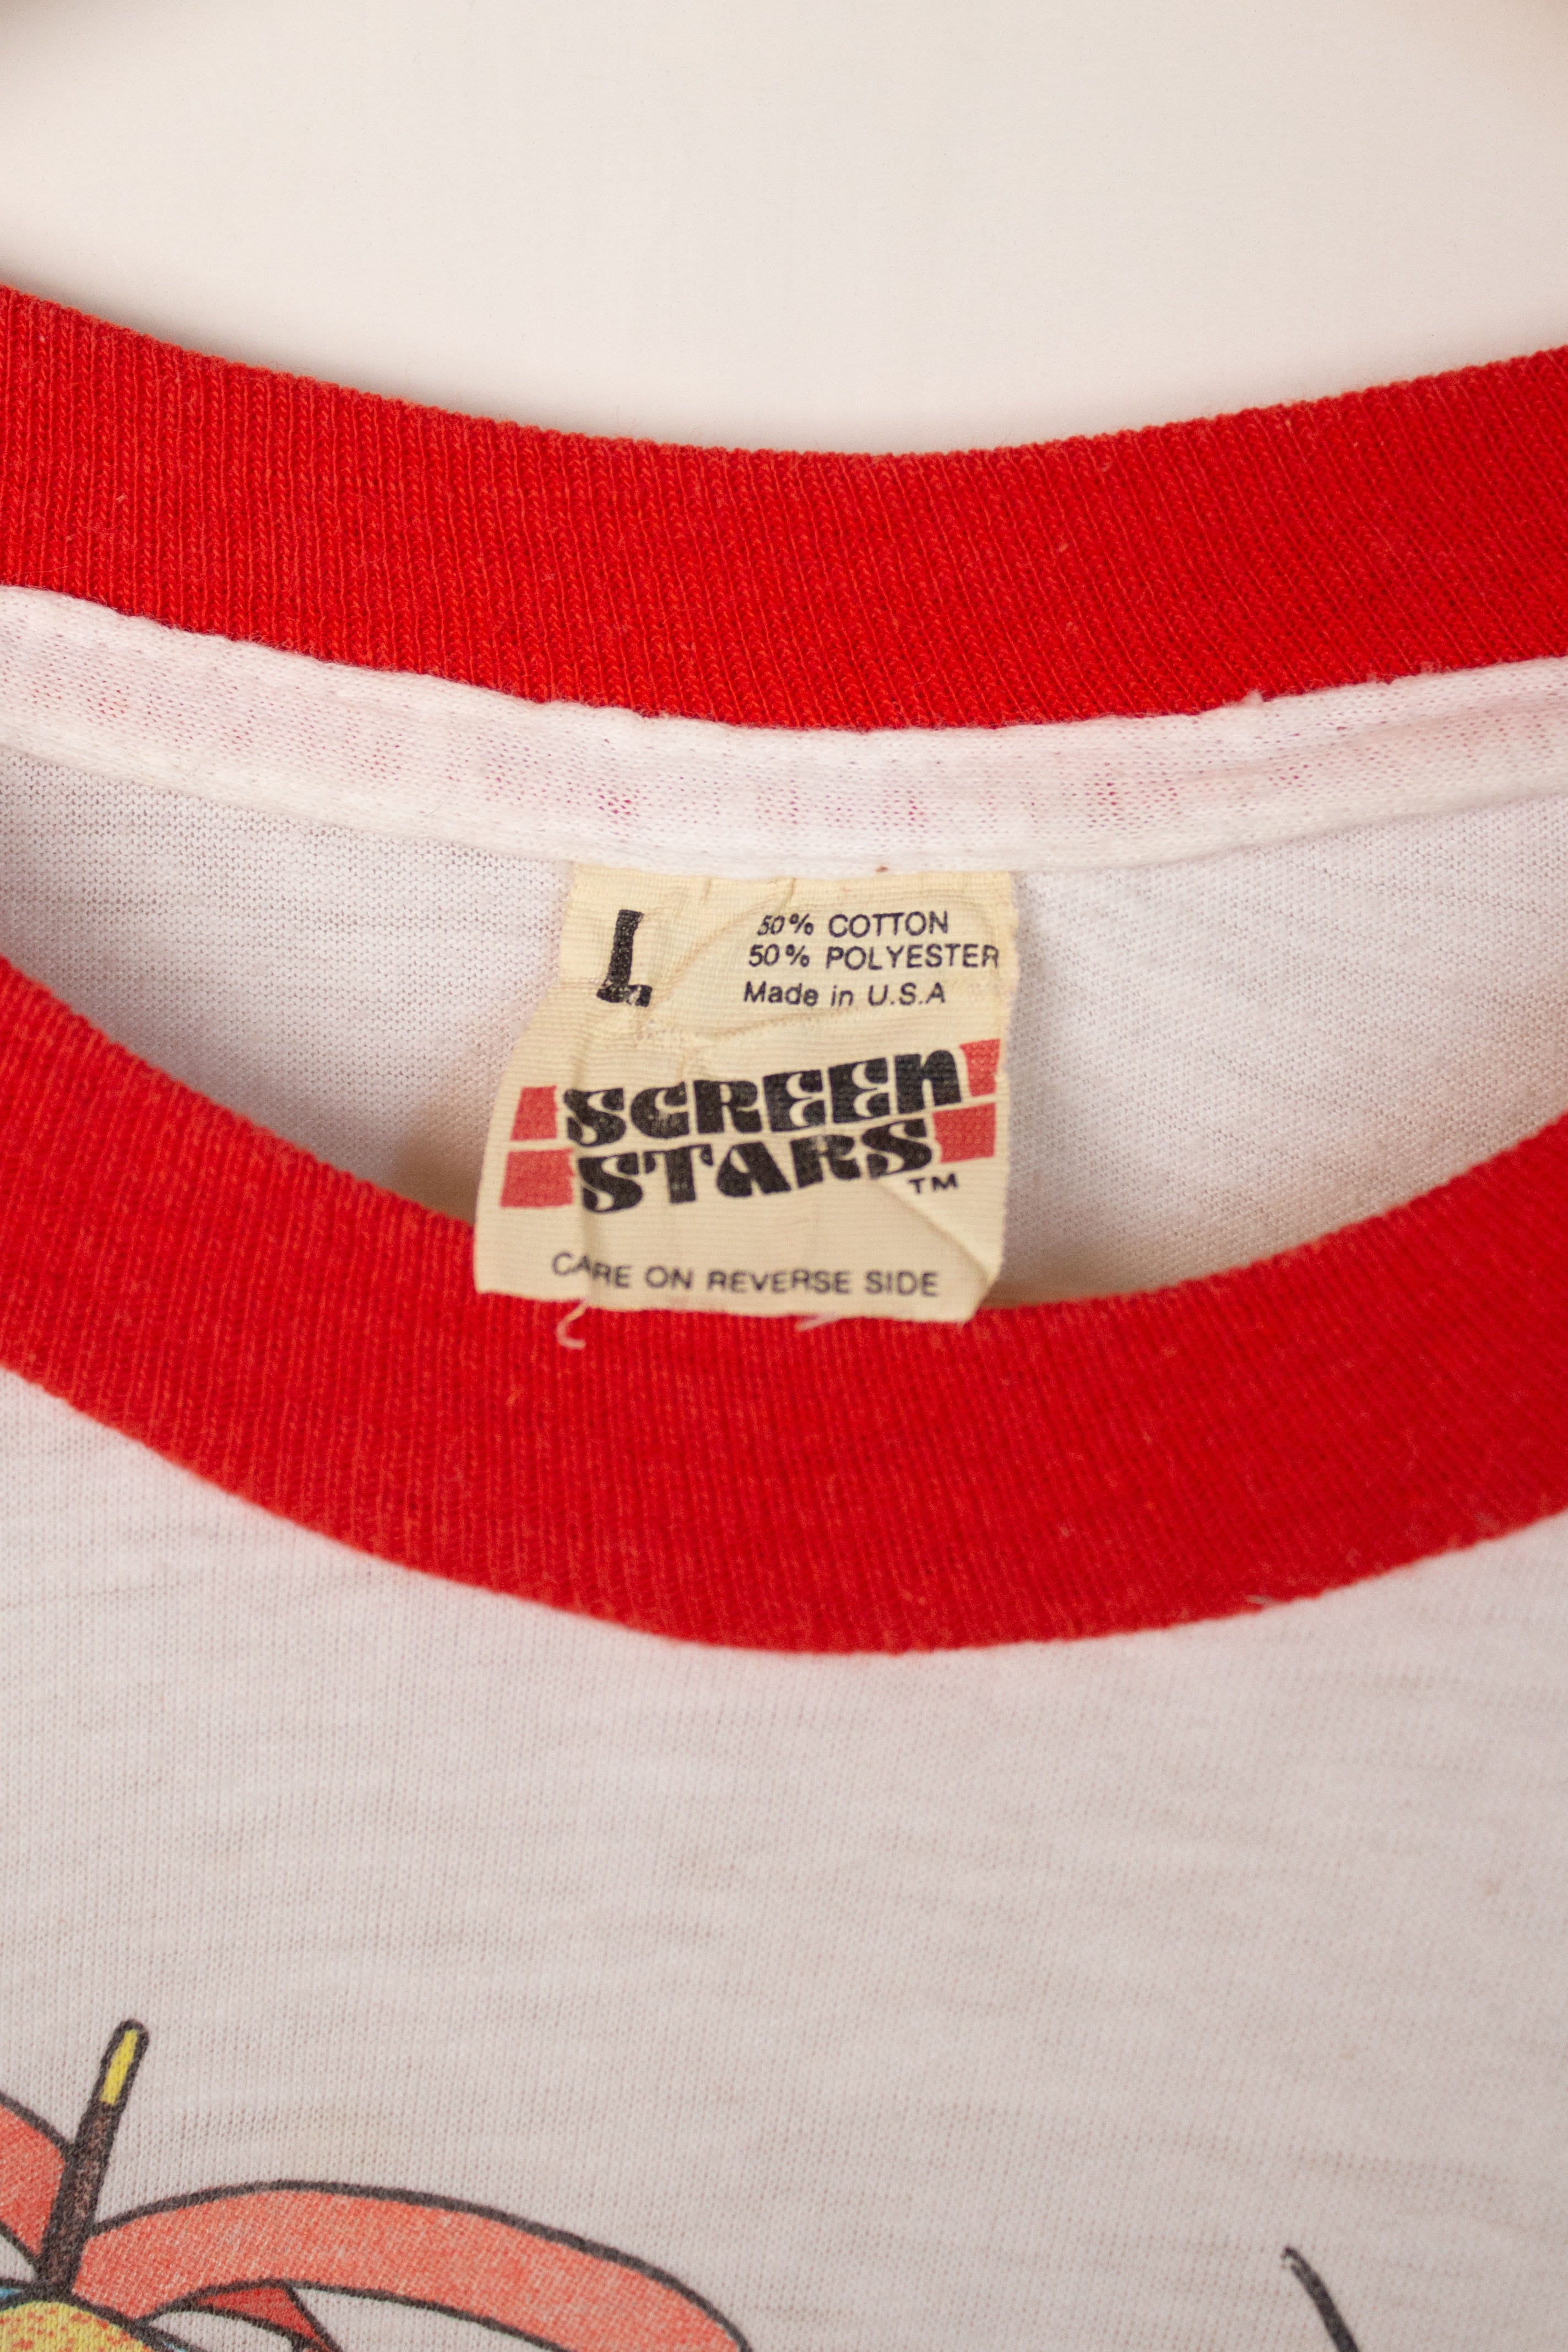 L
50% COTTON
50% POLYESTER
Made in U.S.A
SCREEN
STARS
TM
CARE ON REVERSE SIDE